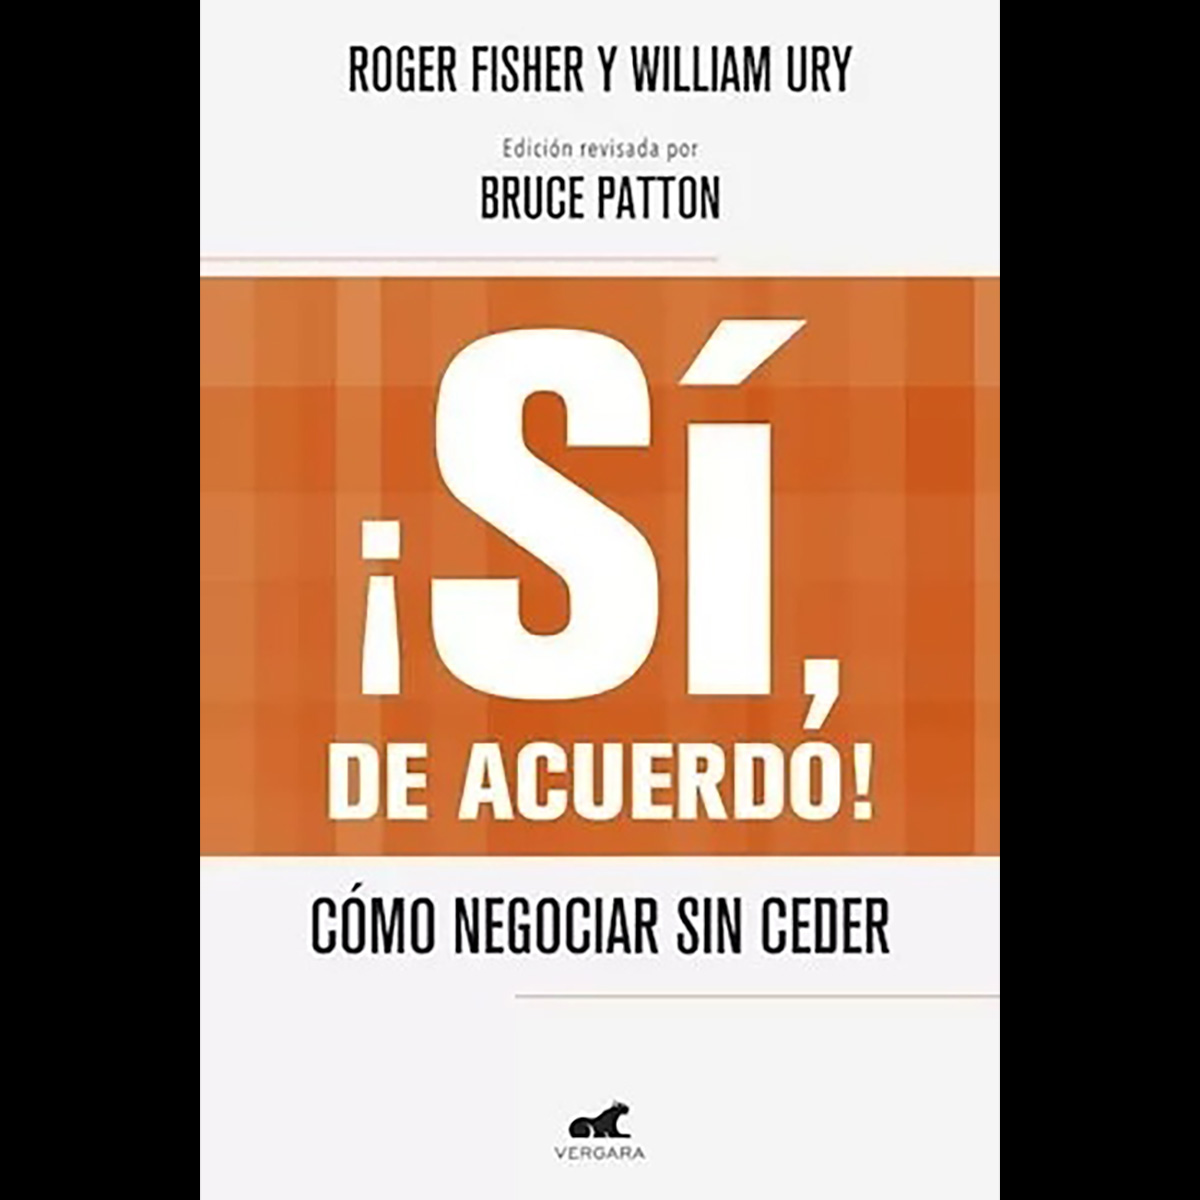 ROGER FISHER Y WILLIAM URY
Edición revisada por
BRUCE PATTON
¡SÍ,
DE ACUERDO!
CÓMO NEGOCIAR SIN CEDER
VERGARA